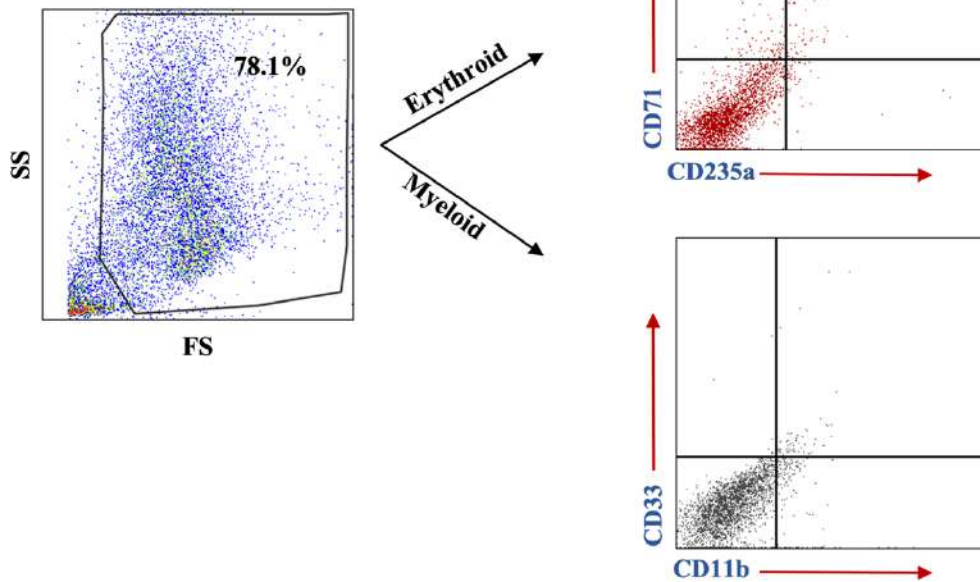 78.1%
SS
FS
Erythroid
Myeloid
CD71
CD235a
CD33
CD11b